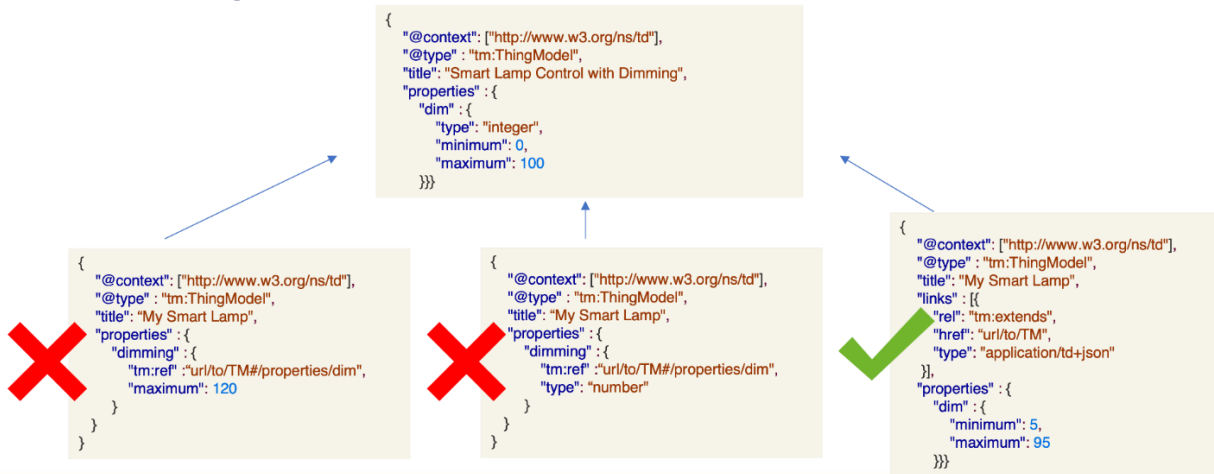 {
"@context": ["http://www.w3.org/ns/td"],
"@type" : "tm:ThingModel",
"title": "Smart Lamp Control with Dimming",
"properties" : {
"dim" : {
"type": "integer",
"minimum": 0,
"maximum": 100
}}}
{
"@context": ["http://www.w3.org/ns/td"],
"@type" : "tm:ThingModel",
"title": “My Smart Lamp”,
"properties" : {
"dimming" : {
"tm:ref" :“url/to/TM#/properties/dim”,
"maximum": 120
}
}
}
{
"@context": ["http://www.w3.org/ns/td"],
"@type" : "tm:ThingModel",
"title": “My Smart Lamp”,
"properties" : {
"dimming" : {
"tm:ref" :“url/to/TM#/properties/dim”,
"type": “number”
}
}
}
{
"@context": ["http://www.w3.org/ns/td"],
"@type" : "tm:ThingModel",
"title": "My Smart Lamp",
"links" : [{
"rel": "tm:extends",
"href": “url/to/TM”,
"type": "application/td+json"
}],
"properties" : {
"dim" : {
"minimum": 5,
"maximum": 95
}}}